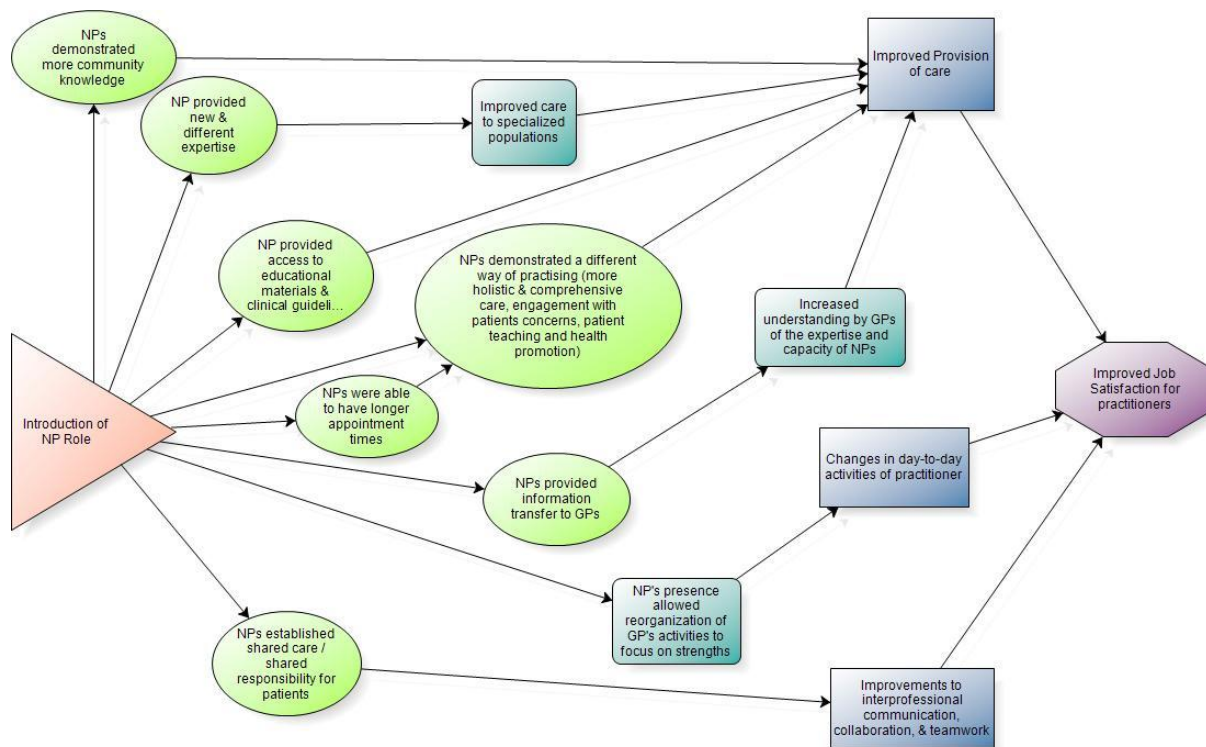 NPs
demonstrated
more community
knowledge
Improved Provision
of care
NP provided
new &
different
expertise
Improved care
to specialized
populations
NP provided
access to
educational
materials &
clinical guideli...
NPs demonstrated a different
way of practising (more
holistic & comprehensive
care, engagement with
patients concerns, patient
teaching and health
promotion)
Increased
understanding by GPs
of the expertise and
capacity of NPs
Introduction of
NP Role
NPs were able
to have longer
appointment
times
Improved Job
Satisfaction for
practitioners
NPs provided
information
transfer to GPs
Changes in day-to-day
activities of practitioner
NP's presence
allowed
reorganization of
GP's activities to
focus on strengths
NPs established
shared care /
shared
responsibility for
patients
Improvements to
interprofessional
communication,
collaboration, & teamwork